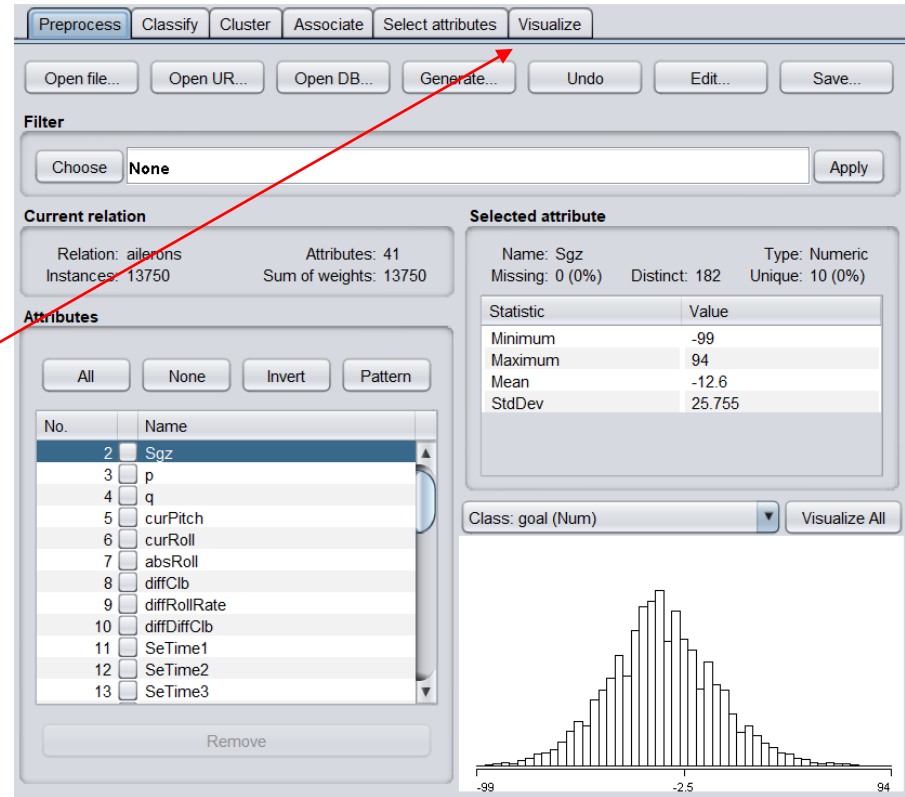 Preprocess Classify Cluster Associate Select attributes Visualize
Open file... Open UR... Open DB... Generate... Undo Edit... Save...
Filter
Choose None Apply
Current relation
Relation: ailerons Attributes: 41
Instances: 13750 Sum of weights: 13750
Attributes
All None Invert Pattern
No. Name
2 Sgz
3 p
4 q
5 curPitch
6 curRoll
7 absRoll
8 diffClb
9 diffRollRate
10 diffDiffClb
11 SeTime1
12 SeTime2
13 SeTime3
Remove
Selected attribute
Name: Sgz Type: Numeric
Missing: 0 (0%) Distinct: 182 Unique: 10 (0%)
Statistic Value
Minimum -99
Maximum 94
Mean -12.6
StdDev 25.755
Class: goal (Num) Visualize All
-99 -2.5 94